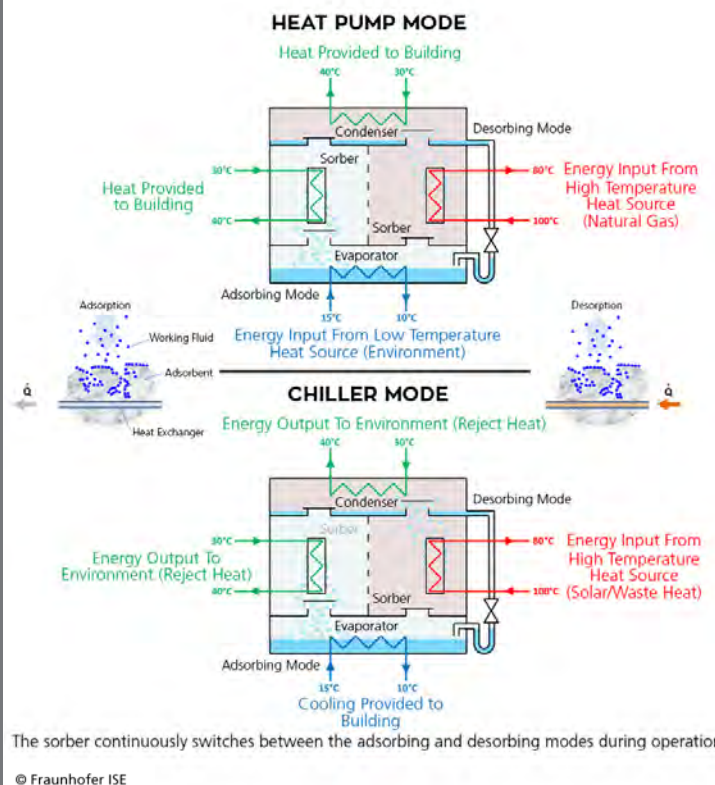 HEAT PUMP MODE
Heat Provided to Building
40°C
30°C
Condenser
Desorbing Mode
Sorber
30°C
80°C
Energy Input From
High Temperature
Heat Source
(Natural Gas)
Heat Provided
to Building
40°C
100°C
Sorber
Evaporator
Adsorbing Mode
15°C
10°C
Energy Input From Low Temperature
Heat Source (Environment)
Adsorption
Working Fluid
Adsorbent
Q̇
Heat Exchanger
Desorption
Q̇
CHILLER MODE
Energy Output To Environment (Reject Heat)
40°C
30°C
Condenser
Desorbing Mode
Sorber
30°C
80°C
Energy Input From
High Temperature
Heat Source
(Solar/Waste Heat)
Energy Output To
Environment (Reject Heat)
40°C
100°C
Sorber
Evaporator
Adsorbing Mode
15°C
10°C
Cooling Provided to
Building
The sorber continuously switches between the adsorbing and desorbing modes during operation
© Fraunhofer ISE